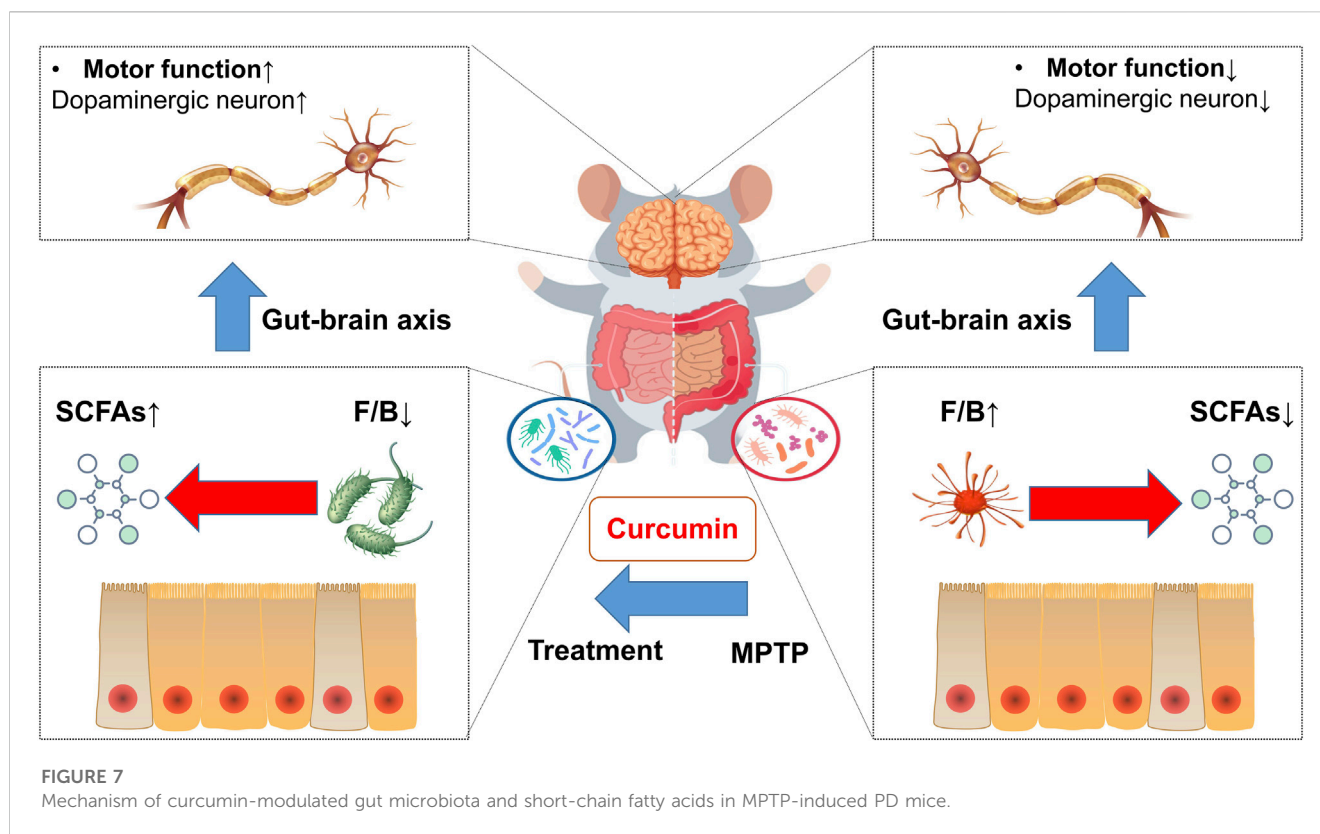 • Motor function↑
Dopaminergic neuron↑
• Motor function↓
Dopaminergic neuron↓
Gut-brain axis
Gut-brain axis
SCFAs↑
F/B↓
F/B↑
SCFAs↓
Curcumin
Treatment
MPTP
FIGURE 7
Mechanism of curcumin-modulated gut microbiota and short-chain fatty acids in MPTP-induced PD mice.